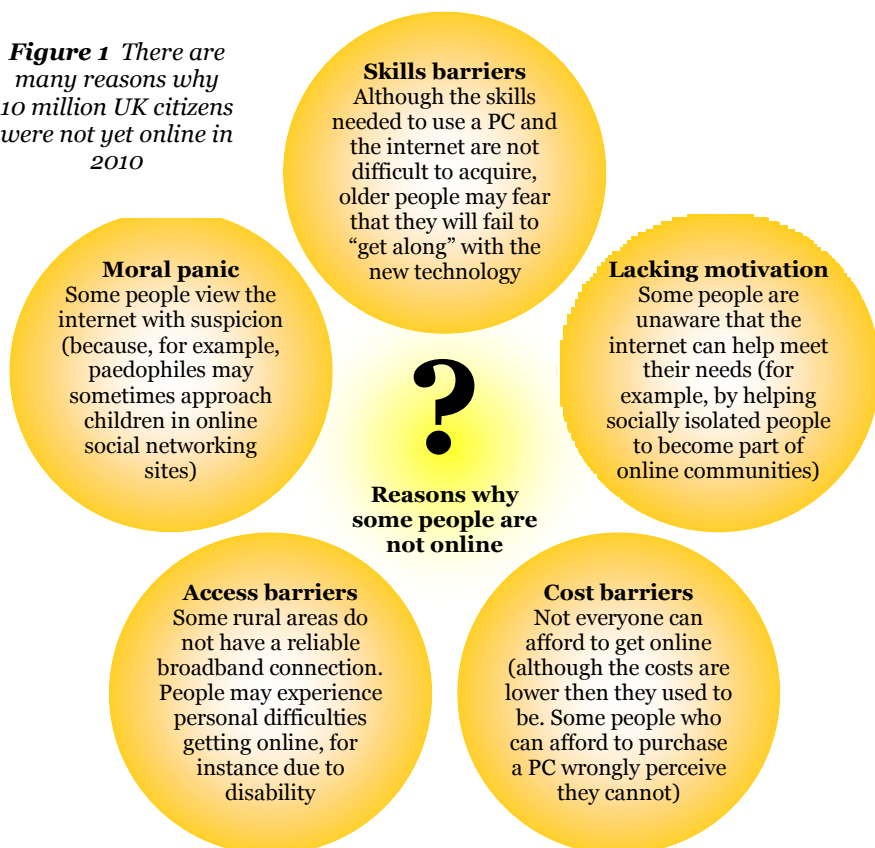 Figure 1 There are
many reasons why
10 million UK citizens
were not yet online in
2010
Skills barriers
Although the skills
needed to use a PC and
the internet are not
difficult to acquire,
older people may fear
that they will fail to
“get along” with the
new technology
Moral panic
Some people view the
internet with suspicion
(because, for example,
paedophiles may
sometimes approach
children in online
social networking
sites)
Lacking motivation
Some people are
unaware that the
internet can help meet
their needs (for
example, by helping
socially isolated people
to become part of
online communities)
?
Reasons why
some people are
not online
Access barriers
Some rural areas do
not have a reliable
broadband connection.
People may experience
personal difficulties
getting online, for
instance due to
disability
Cost barriers
Not everyone can
afford to get online
(although the costs are
lower then they used to
be. Some people who
can afford to purchase
a PC wrongly perceive
they cannot)